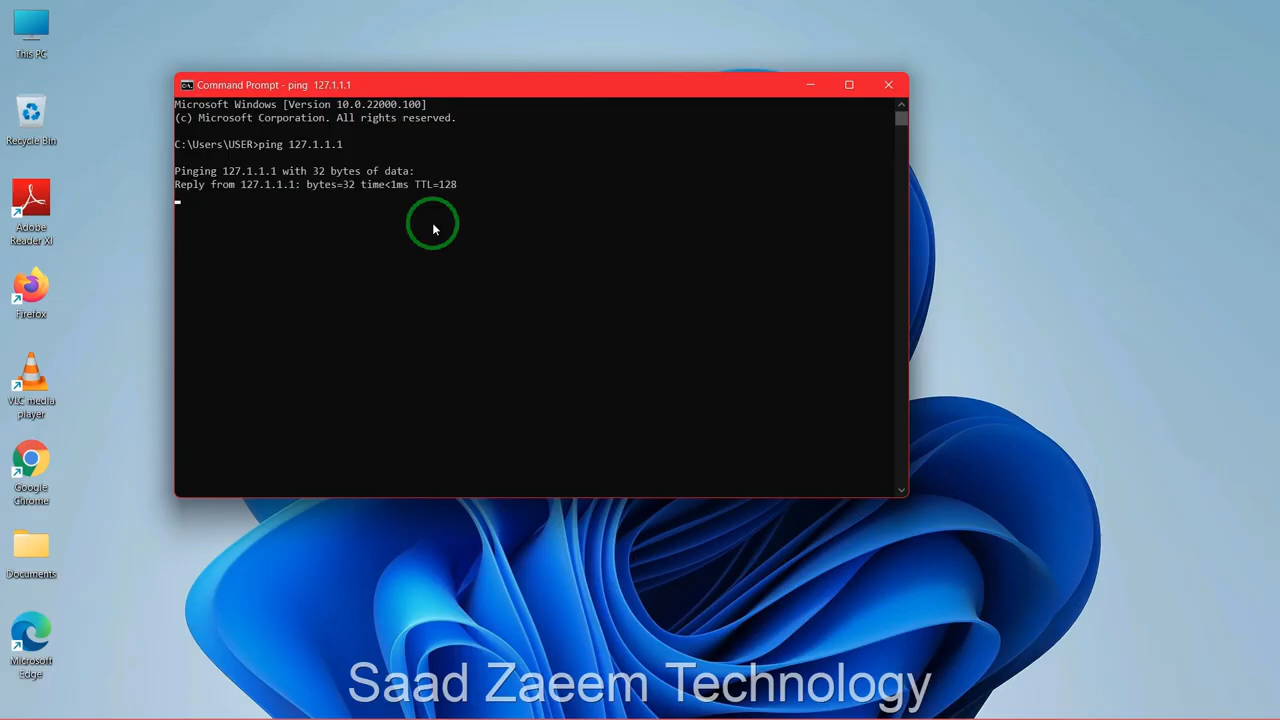 This PC
Recycle Bin
Adobe
Reader XI
Firefox
VLC media
player
Google
Chrome
Documents
Microsoft
Edge
Command Prompt - ping 127.1.1.1
Microsoft Windows [Version 10.0.22000.100]
(c) Microsoft Corporation. All rights reserved.
C:\Users\USER>ping 127.1.1.1
Pinging 127.1.1.1 with 32 bytes of data:
Reply from 127.1.1.1: bytes=32 time<1ms TTL=128
Saad Zaeem Technology